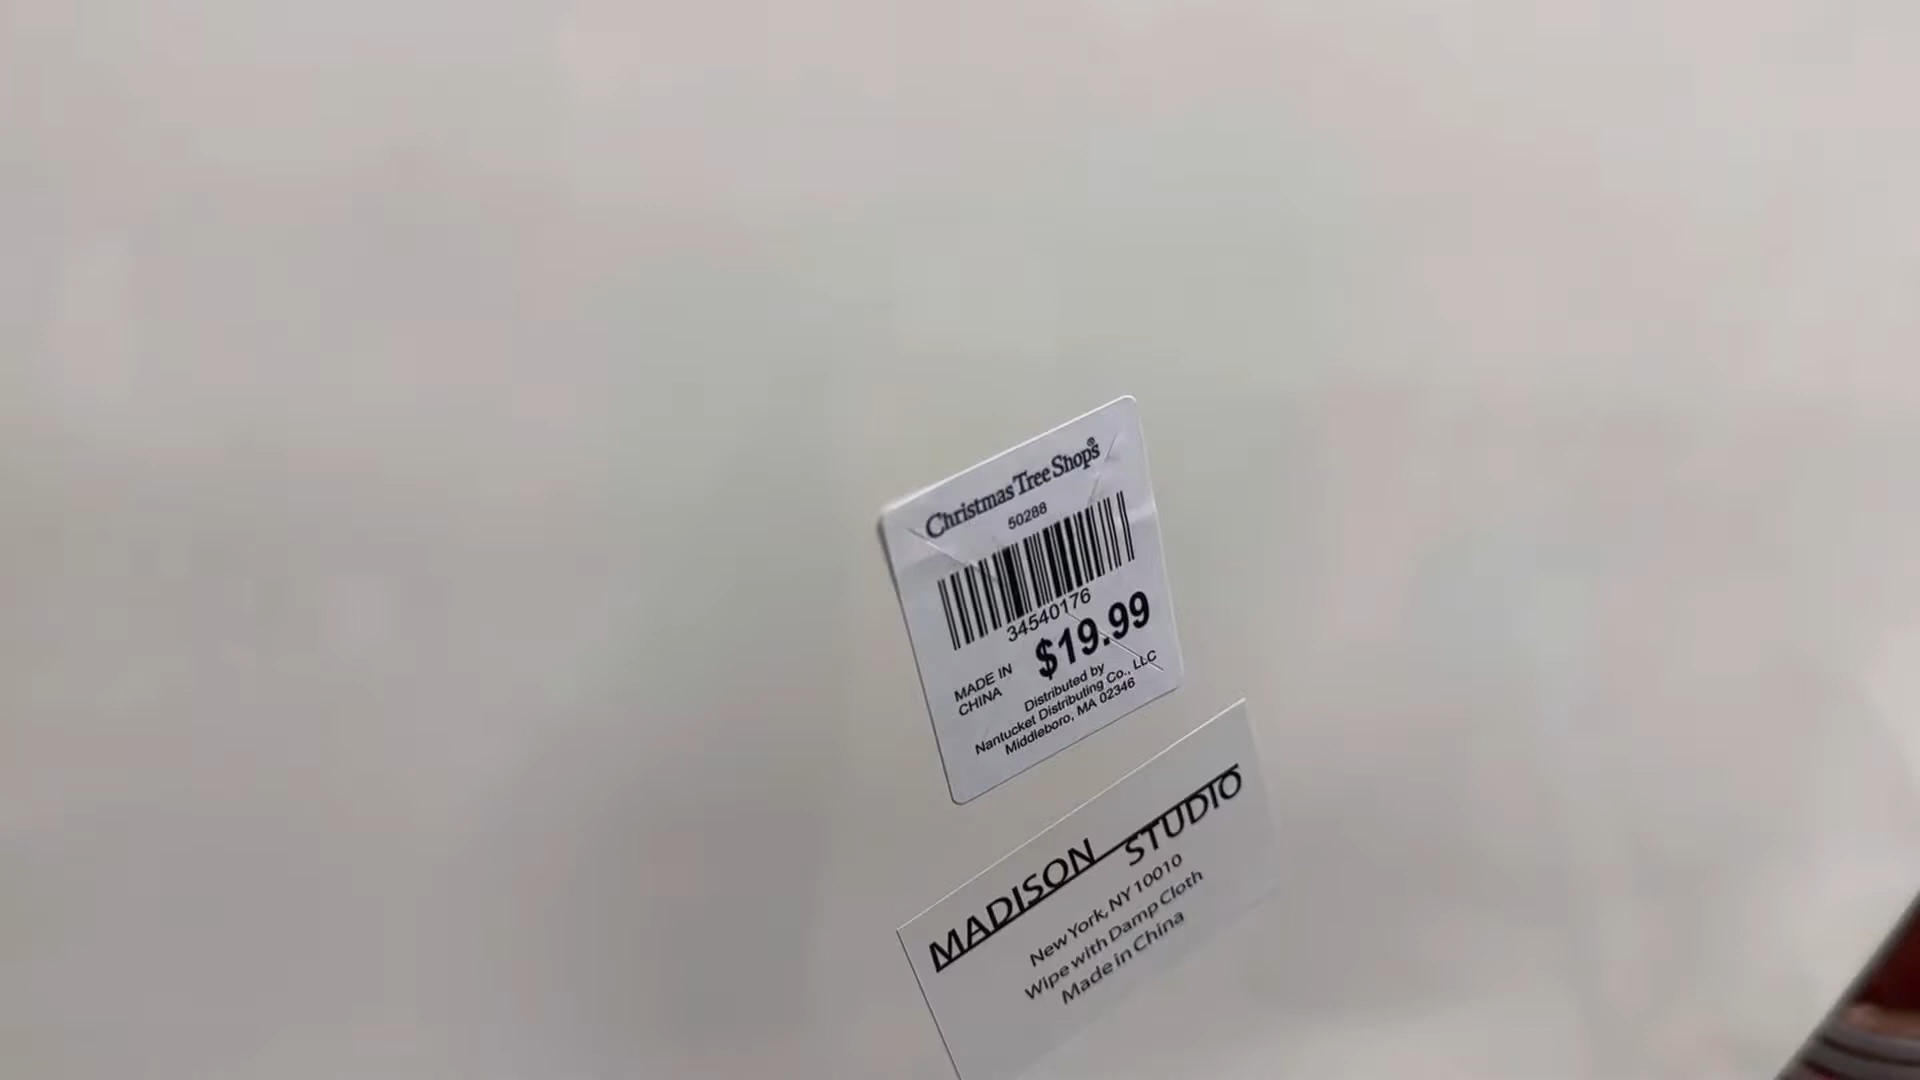 Christmas Tree Shops®
50288
34540176
$19.99
MADE IN
CHINA
Distributed by
Nantucket Distributing Co., LLC
Middleboro, MA 02346
MADISON STUDIO
New York, NY 10010
Wipe with Damp Cloth
Made in China